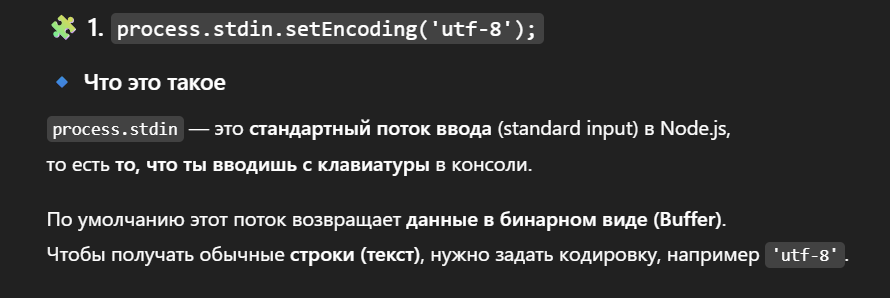 🧩 1. process.stdin.setEncoding('utf-8');
🔹 Что это такое
process.stdin — это стандартный поток ввода (standard input) в Node.js,
то есть то, что ты вводишь с клавиатуры в консоли.
По умолчанию этот поток возвращает данные в бинарном виде (Buffer).
Чтобы получать обычные строки (текст), нужно задать кодировку, например 'utf-8'.